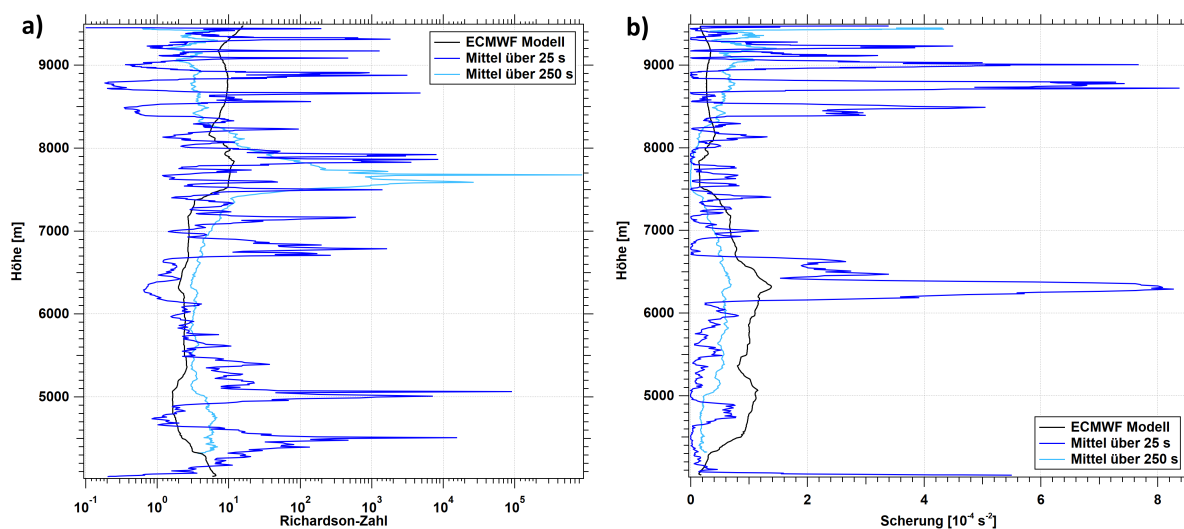 a)
ECMWF Modell
Mittel über 25 s
Mittel über 250 s
Höhe [m]
9000
8000
7000
6000
5000
10⁻¹ 10⁰ 10¹ 10² 10³ 10⁴ 10⁵
Richardson-Zahl
b)
Höhe [m]
9000
8000
7000
6000
5000
ECMWF Modell
Mittel über 25 s
Mittel über 250 s
0 2 4 6 8
Scherung [10⁻⁴ s⁻²]